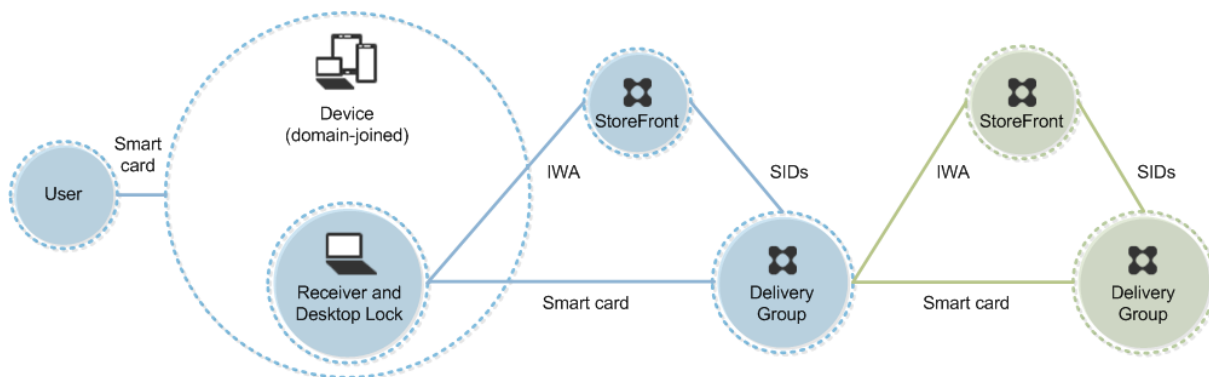 Device
(domain-joined)
Smart
card
User
Receiver and
Desktop Lock
StoreFront
IWA
SIDs
Smart card
Delivery
Group
StoreFront
IWA
SIDs
Smart card
Delivery
Group